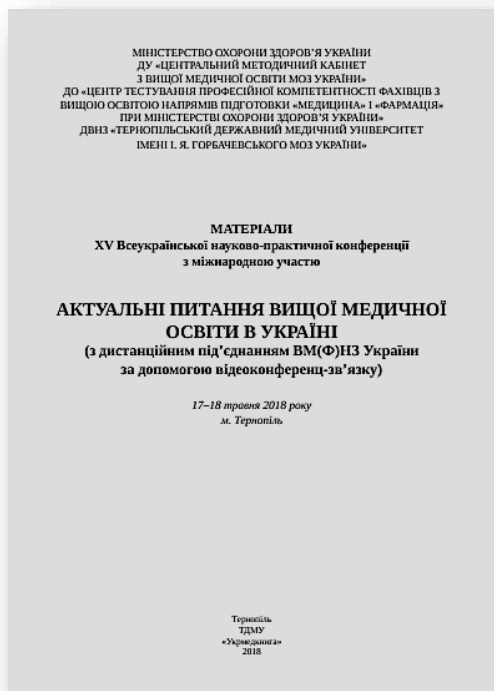 МІНІСТЕРСТВО ОХОРОНИ ЗДОРОВ’Я УКРАЇНИ
ДУ «ЦЕНТРАЛЬНИЙ МЕТОДИЧНИЙ КАБІНЕТ
З ВИЩОЇ МЕДИЧНОЇ ОСВІТИ МОЗ УКРАЇНИ»
ДО «ЦЕНТР ТЕСТУВАННЯ ПРОФЕСІЙНОЇ КОМПЕТЕНТНОСТІ ФАХІВЦІВ З
ВИЩОЮ ОСВІТОЮ НАПРЯМІВ ПІДГОТОВКИ «МЕДИЦИНА» І «ФАРМАЦІЯ»
ПРИ МІНІСТЕРСТВІ ОХОРОНИ ЗДОРОВ’Я УКРАЇНИ»
ДВНЗ «ТЕРНОПІЛЬСЬКИЙ ДЕРЖАВНИЙ МЕДИЧНИЙ УНІВЕРСИТЕТ
ІМЕНІ І. Я. ГОРБАЧЕВСЬКОГО МОЗ УКРАЇНИ»
МАТЕРІАЛИ
XV Всеукраїнської науково-практичної конференції
з міжнародною участю
АКТУАЛЬНІ ПИТАННЯ ВИЩОЇ МЕДИЧНОЇ
ОСВІТИ В УКРАЇНІ
(з дистанційним під’єднанням ВМ(Ф)НЗ України
за допомогою відеоконференц-зв’язку)
17–18 травня 2018 року
м. Тернопіль
Тернопіль
ТДМУ
«Укрмедкнига»
2018